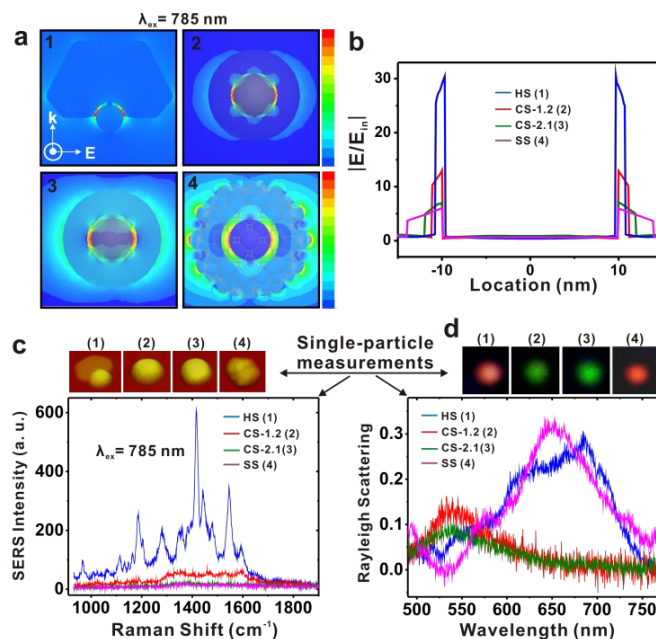 λex= 785 nm
a
1
2
k
E
3
4
b
|E/Ein|
30
20
10
0
HS (1)
CS-1.2 (2)
CS-2.1(3)
SS (4)
-10
0
10
Location (nm)
c
(1)
(2)
(3)
(4)
Single-particle
measurements
d
(1)
(2)
(3)
(4)
SERS Intensity (a. u.)
600
400
200
0
λex= 785 nm
HS (1)
CS-1.2 (2)
CS-2.1(3)
SS (4)
1000
1200
1400
1600
1800
Raman Shift (cm-1)
Rayleigh Scattering
0.3
0.2
0.1
0.0
HS (1)
CS-1.2 (2)
CS-2.1(3)
SS (4)
500
550
600
650
700
750
Wavelength (nm)